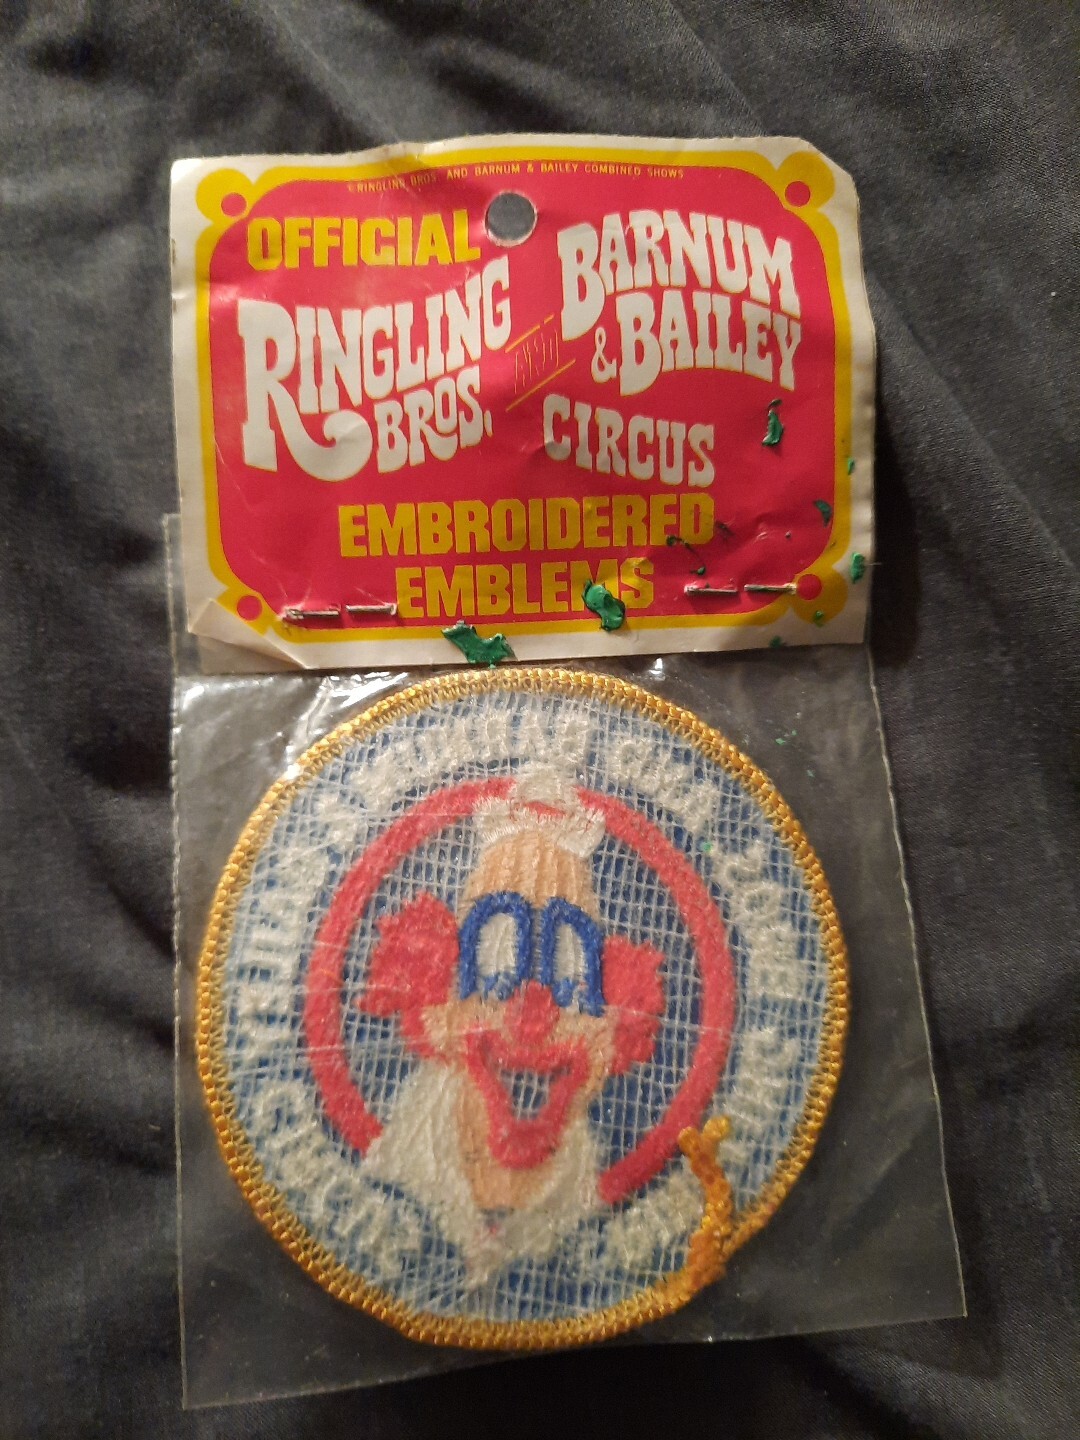 ©RINGLING BROS. AND BARNUM & BAILEY COMBINED SHOWS
OFFICIAL
RINGLING
BROS.
AND
BARNUM
& BAILEY
CIRCUS
EMBROIDERED
EMBLEMS